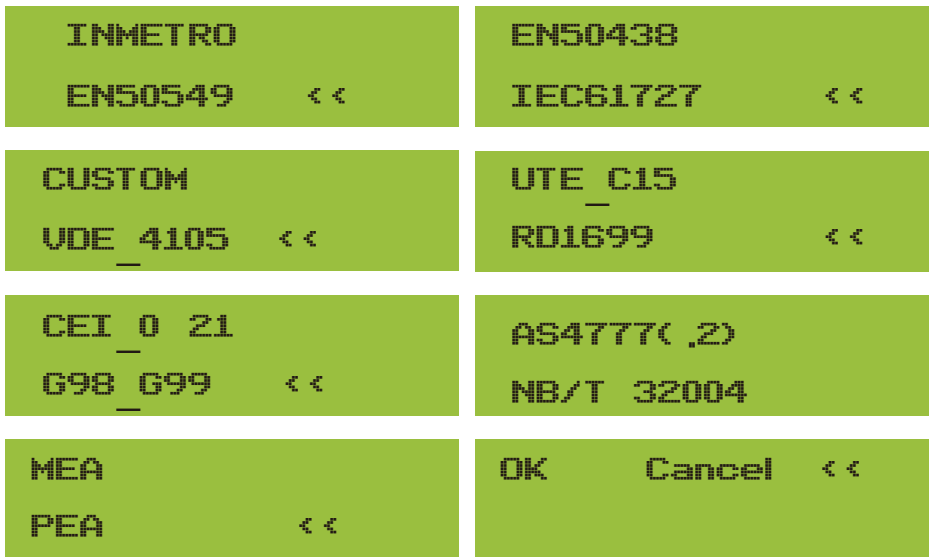 INMETRO
EN50549 <<
EN50438
IEC61727 <<
CUSTOM
VDE_4105 <<
UTE_C15
RD1699 <<
CEI_0 21
G98_G99 <<
AS4777( .2)
NB/T 32004
MEA
PEA <<
OK Cancel <<